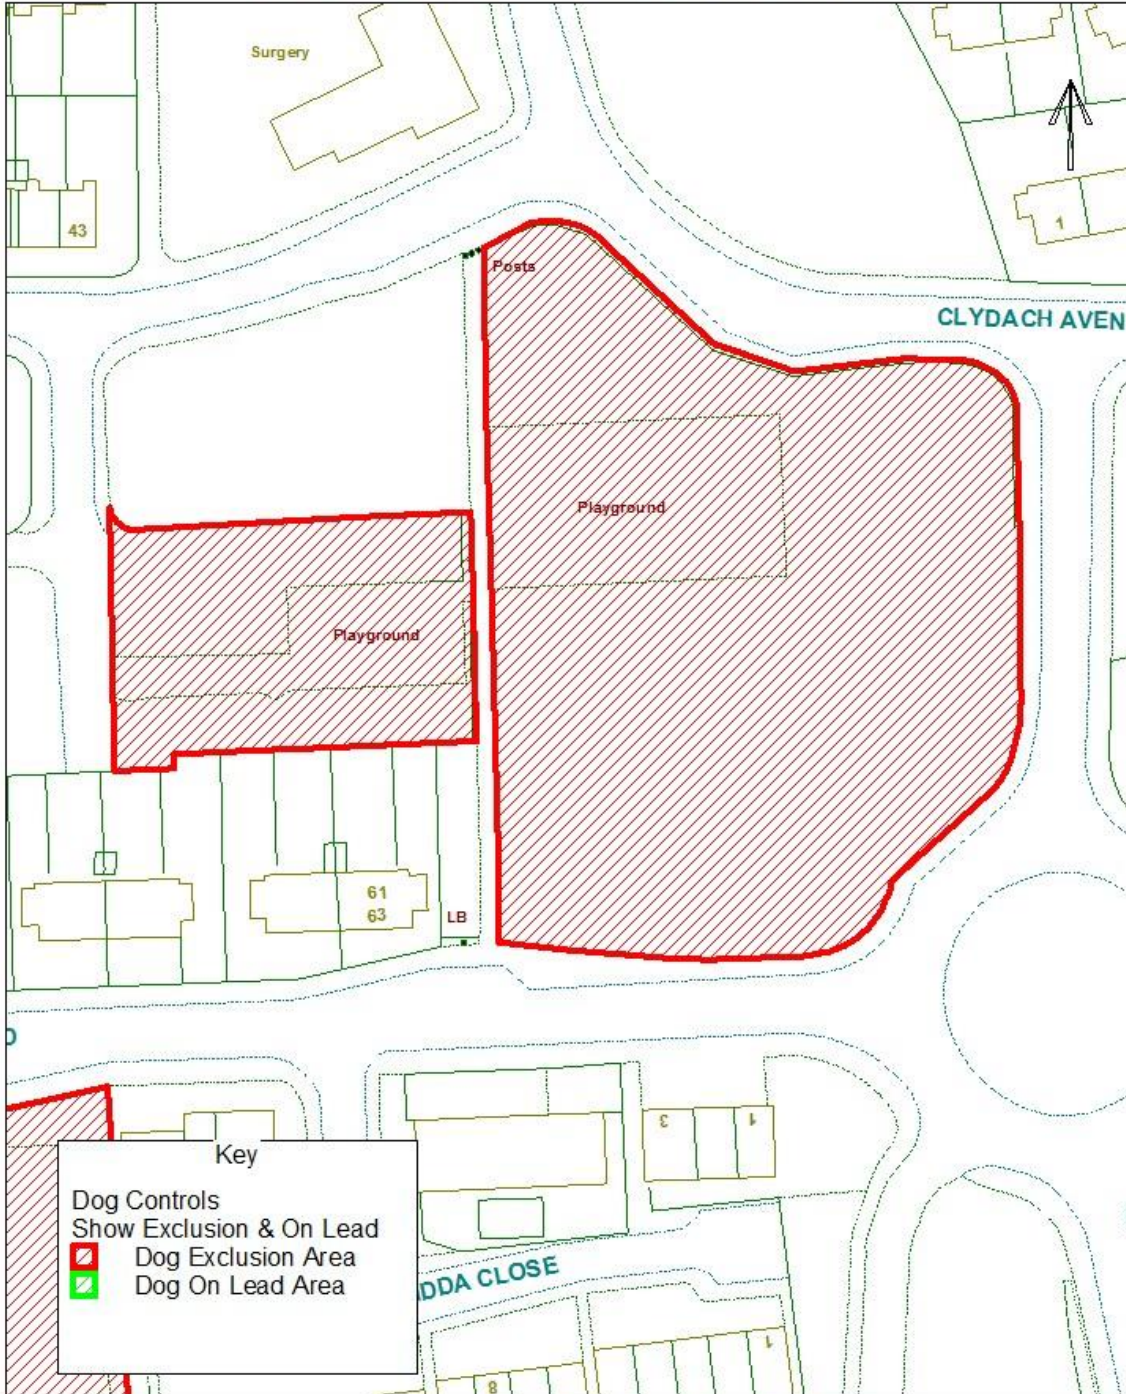 Surgery
43
1
Posts
CLYDACH AVEN
Playground
Playground
61
63
LB
3
1
Key
Dog Controls
Show Exclusion & On Lead
Dog Exclusion Area
Dog On Lead Area
DDA CLOSE
1
8